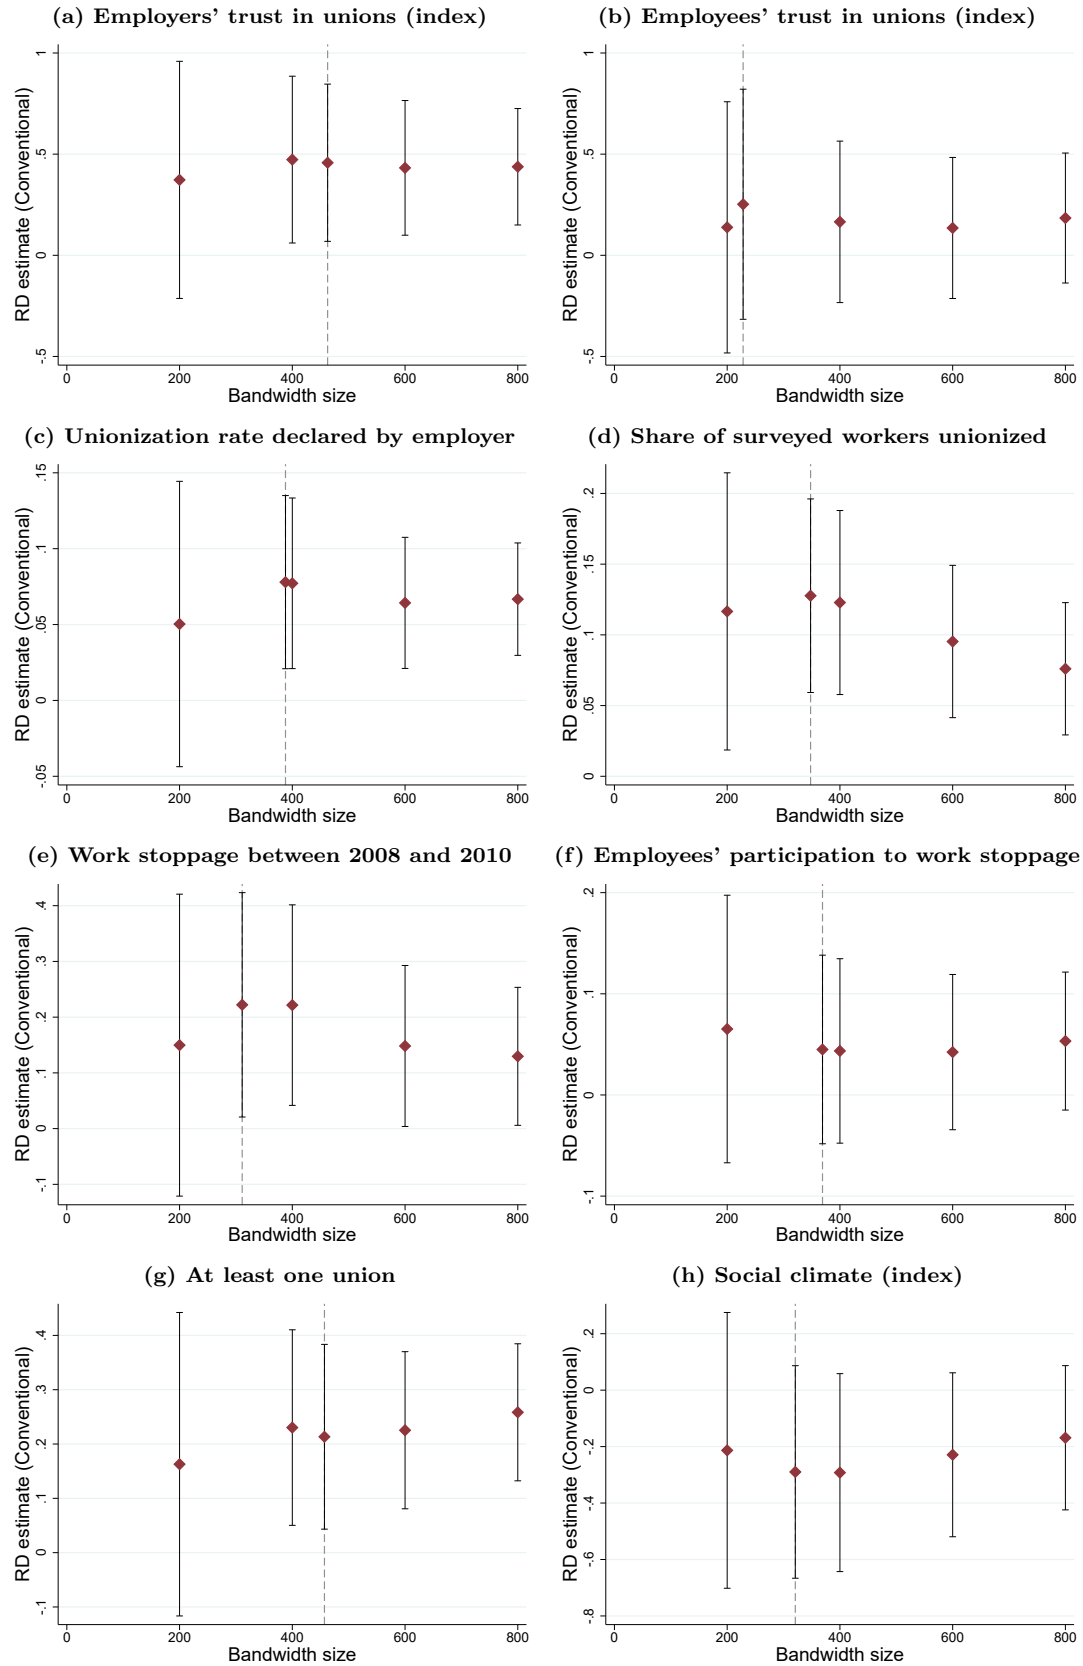 (a) Employers' trust in unions (index)
RD estimate (Conventional)
1
.5
0
-.5
0 200 400 600 800
Bandwidth size
(b) Employees' trust in unions (index)
RD estimate (Conventional)
1
.5
0
-.5
0 200 400 600 800
Bandwidth size
(c) Unionization rate declared by employer
RD estimate (Conventional)
.15
.1
.05
0
-.05
0 200 400 600 800
Bandwidth size
(d) Share of surveyed workers unionized
RD estimate (Conventional)
.2
.15
.1
.05
0
0 200 400 600 800
Bandwidth size
(e) Work stoppage between 2008 and 2010
RD estimate (Conventional)
.4
.3
.2
.1
0
-.1
0 200 400 600 800
Bandwidth size
(f) Employees' participation to work stoppage
RD estimate (Conventional)
.2
.1
0
-.1
0 200 400 600 800
Bandwidth size
(g) At least one union
RD estimate (Conventional)
.4
.3
.2
.1
0
-.1
0 200 400 600 800
Bandwidth size
(h) Social climate (index)
RD estimate (Conventional)
.2
0
-.2
-.4
-.6
-.8
0 200 400 600 800
Bandwidth size